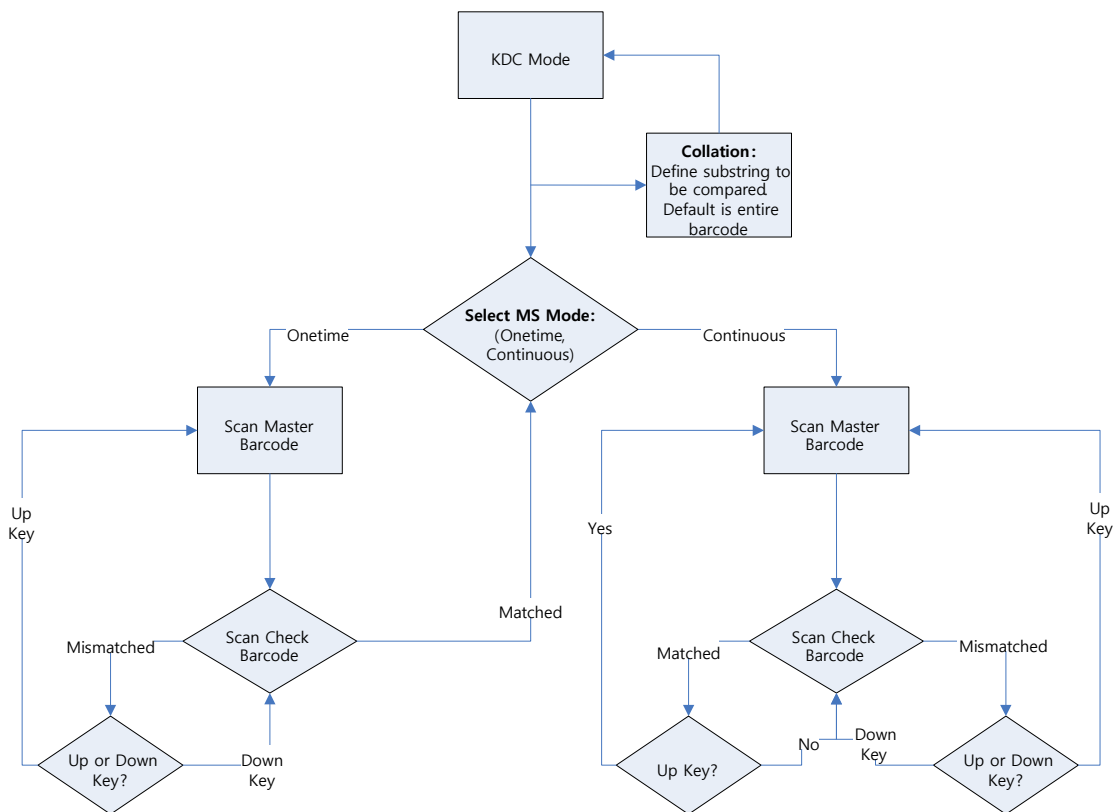 KDC Mode
Collation:
Define substring to
be compared.
Default is entire
barcode
Select MS Mode:
(Onetime,
Continuous)
Onetime
Continuous
Scan Master
Barcode
Scan Master
Barcode
Up
Key
Yes
Up
Key
Matched
Scan Check
Barcode
Mismatched
Scan Check
Barcode
Matched
Mismatched
Up or Down
Key?
Down
Key
Up Key?
No
Down
Key
Up or Down
Key?